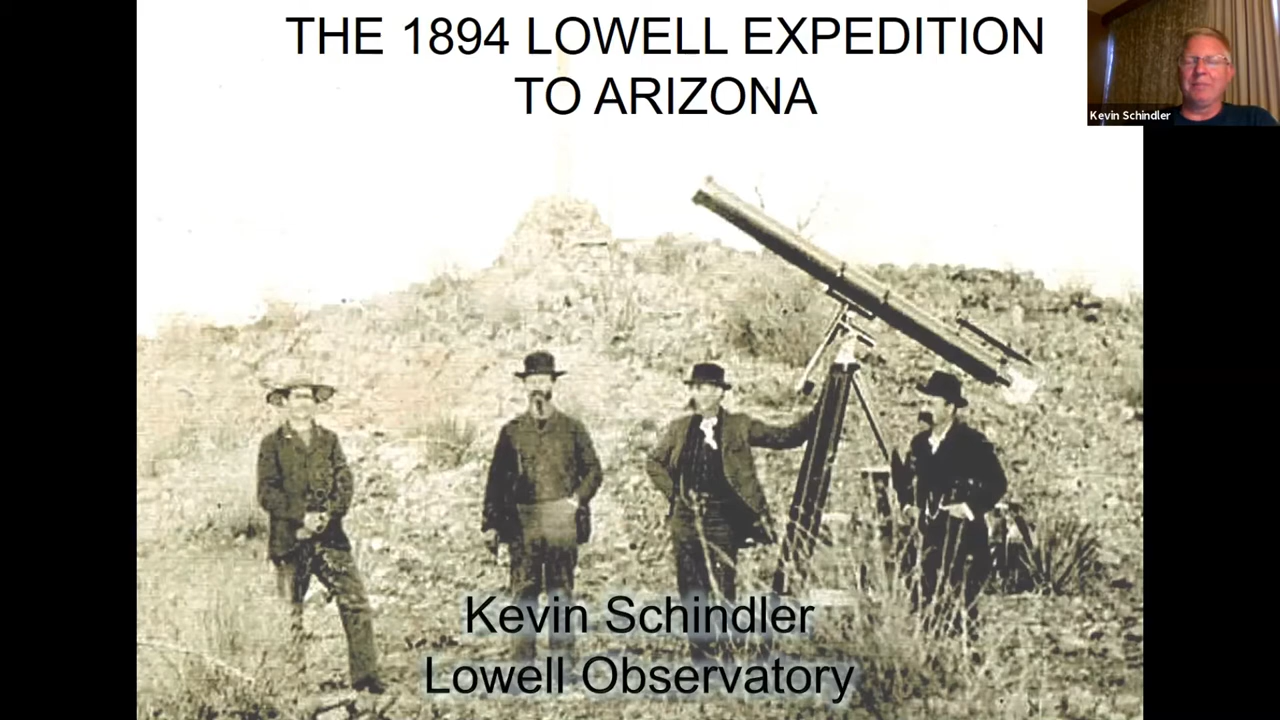 THE 1894 LOWELL EXPEDITION
TO ARIZONA
Kevin Schindler
Kevin Schindler
Lowell Observatory